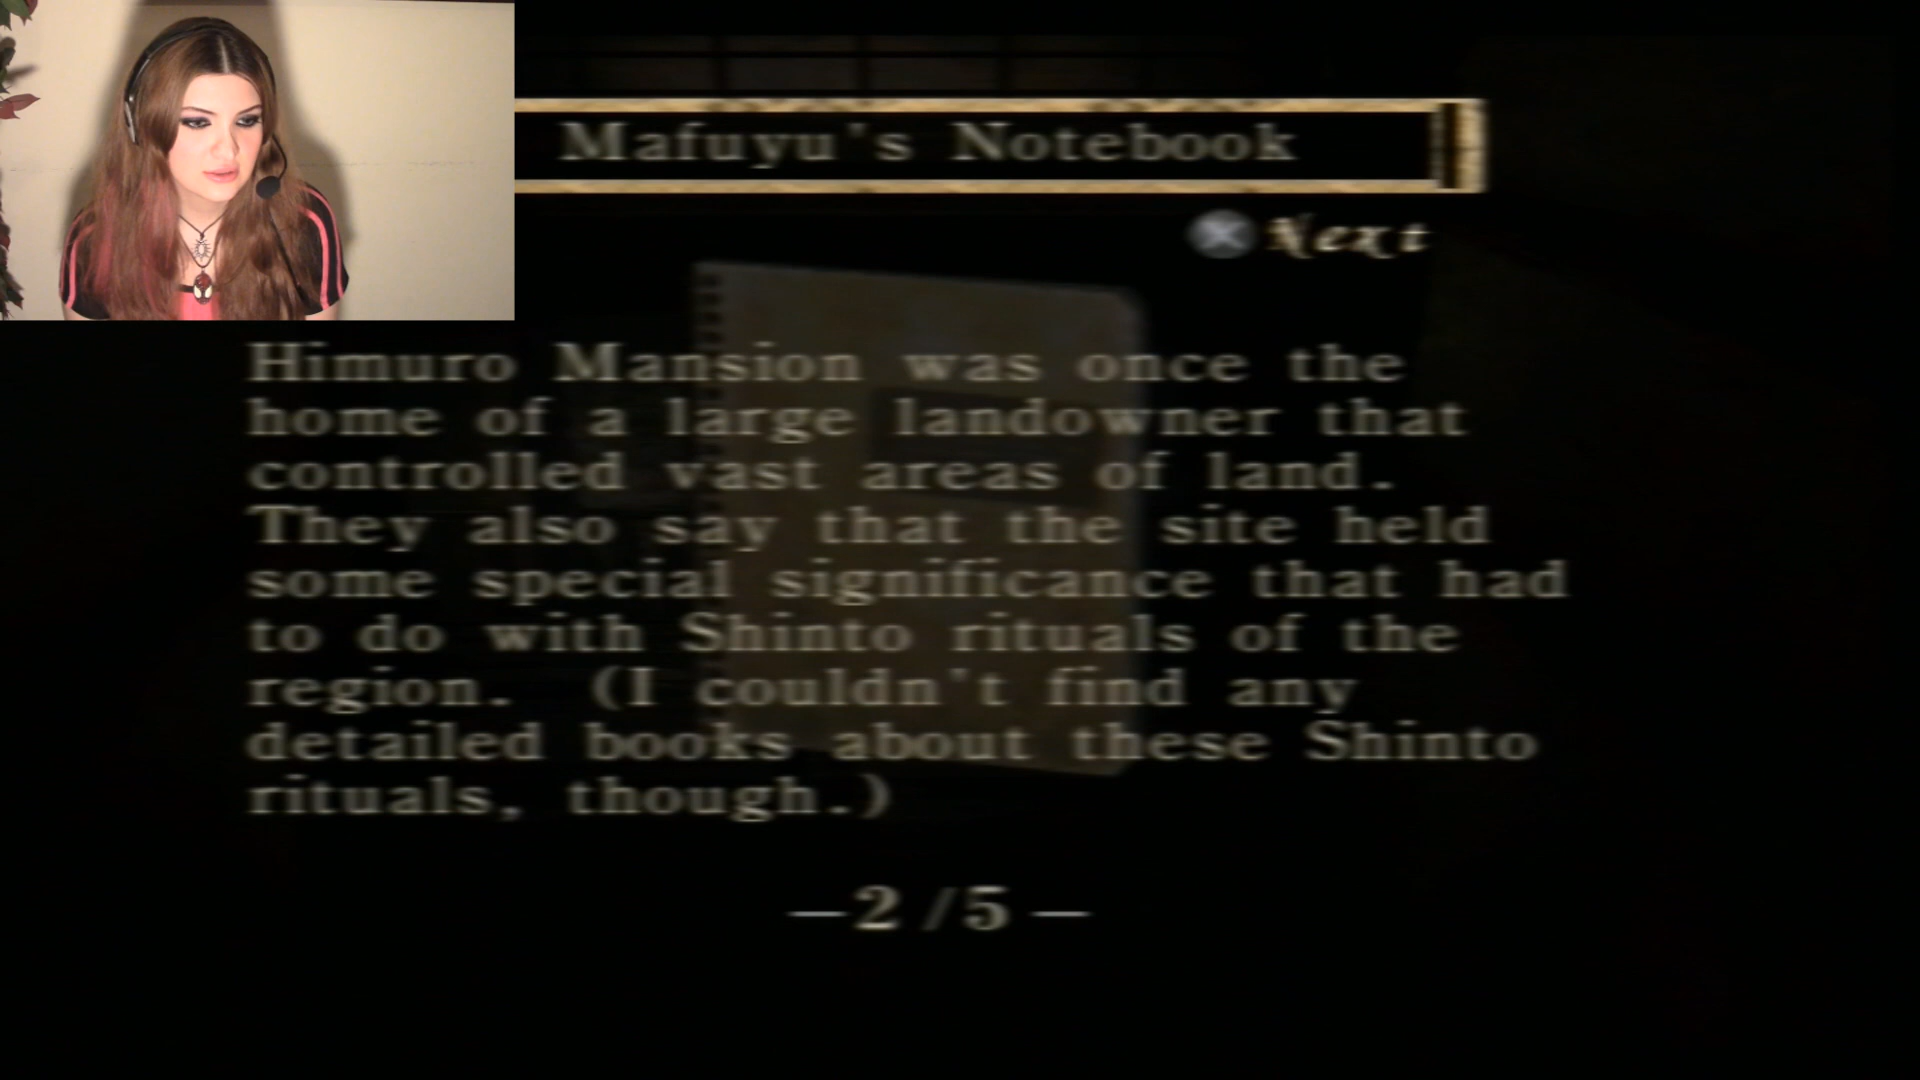 Mafuyu's Notebook
Next
Himuro Mansion was once the
home of a large landowner that
controlled vast areas of land.
They also say that the site held
some special significance that had
to do with Shinto rituals of the
region. (I couldn't find any
detailed books about these Shinto
rituals, though.)
—2/5—